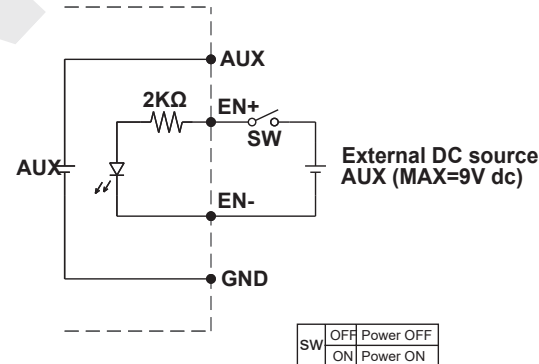 AUX
2KΩ
EN+
SW
AUX
External DC source
AUX (MAX=9V dc)
EN-
GND
SW OFF Power OFF
ON Power ON